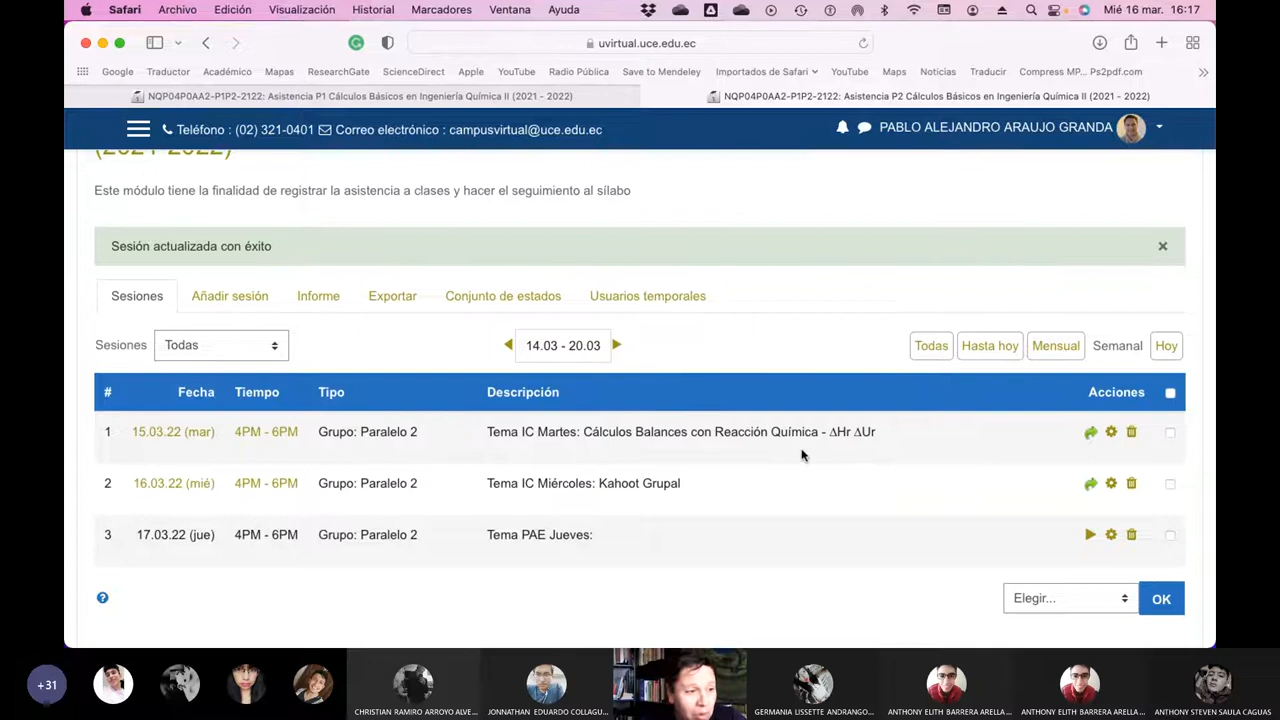 Safari Archivo Edición Visualización Historial Marcadores Ventana Ayuda Mié 16 mar. 16:17
uvirtual.uce.edu.ec
Google Traductor Académico Mapas ResearchGate ScienceDirect Apple YouTube Radio Pública Save to Mendeley Importados de Safari YouTube Maps Noticias Traducir Compress MP... Ps2pdf.com
NQP04P0AA2-P1P2-2122: Asistencia P1 Cálculos Básicos en Ingeniería Química II (2021 - 2022) NQP04P0AA2-P1P2-2122: Asistencia P2 Cálculos Básicos en Ingeniería Química II (2021 - 2022)
Teléfono : (02) 321-0401 Correo electrónico : campusvirtual@uce.edu.ec PABLO ALEJANDRO ARAUJO GRANDA
(2021-2022)
Este módulo tiene la finalidad de registrar la asistencia a clases y hacer el seguimiento al sílabo
Sesión actualizada con éxito ×
Sesiones Añadir sesión Informe Exportar Conjunto de estados Usuarios temporales
Sesiones Todas 14.03 - 20.03 Todas Hasta hoy Mensual Semanal Hoy
# Fecha Tiempo Tipo Descripción Acciones
1 15.03.22 (mar) 4PM - 6PM Grupo: Paralelo 2 Tema IC Martes: Cálculos Balances con Reacción Química - ΔHr ΔUr
2 16.03.22 (mié) 4PM - 6PM Grupo: Paralelo 2 Tema IC Miércoles: Kahoot Grupal
3 17.03.22 (jue) 4PM - 6PM Grupo: Paralelo 2 Tema PAE Jueves:
Elegir... OK
+31
CHRISTIAN RAMIRO ARROYO ALVE... JONNATHAN EDUARDO COLLAGU... GERMANIA LISSETTE ANDRANGO... ANTHONY ELITH BARRERA ARELLA... ANTHONY ELITH BARRERA ARELLA... ANTHONY STEVEN SAULA CAGUAS